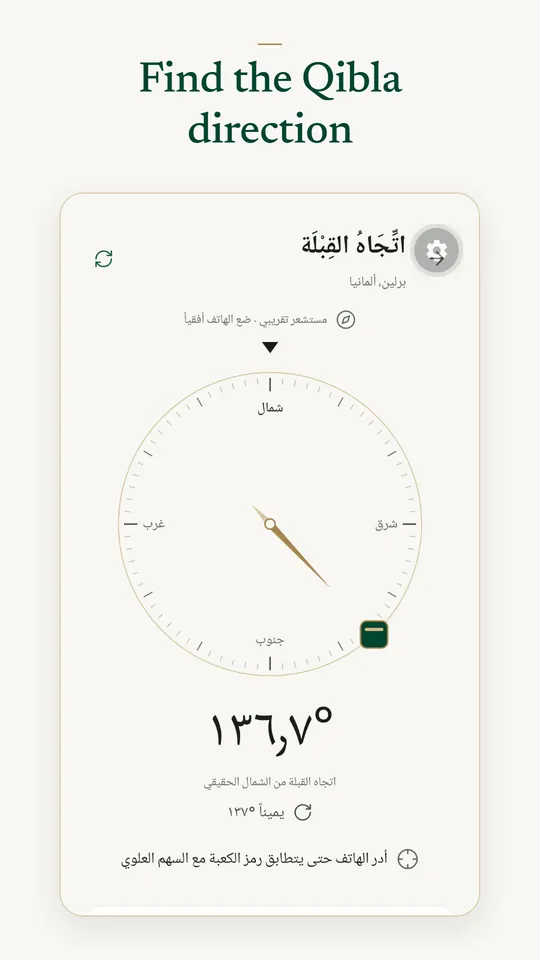 Find the Qibla
direction
اتِّجَاهُ القِبْلَة
برلين، ألمانيا
مستشعر تقريبي · ضع الهاتف أفقياً
شمال
غرب
شرق
جنوب
١٣٦٫٧°
اتجاه القبلة من الشمال الحقيقي
يميناً ١٣٧°
أدر الهاتف حتى يتطابق رمز الكعبة مع السهم العلوي